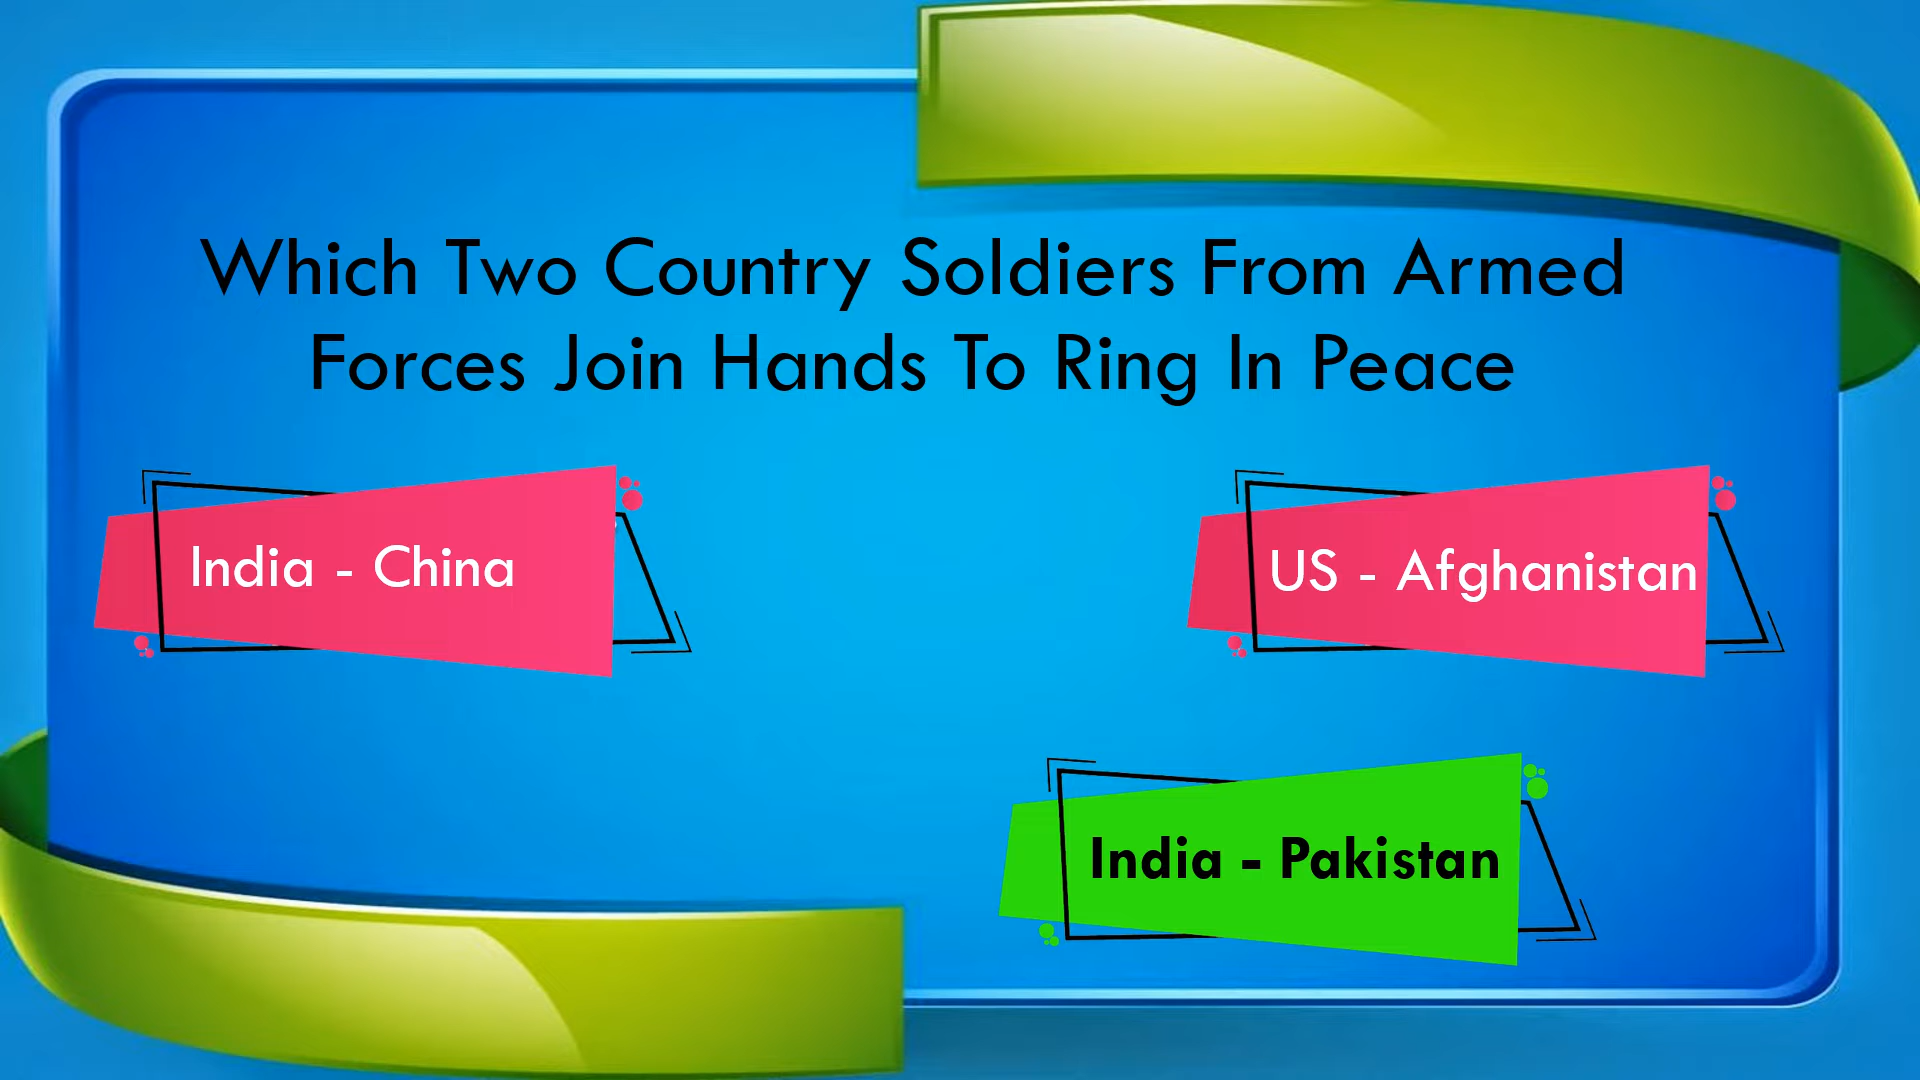 Which Two Country Soldiers From Armed
Forces Join Hands To Ring In Peace
India - China
US - Afghanistan
India - Pakistan